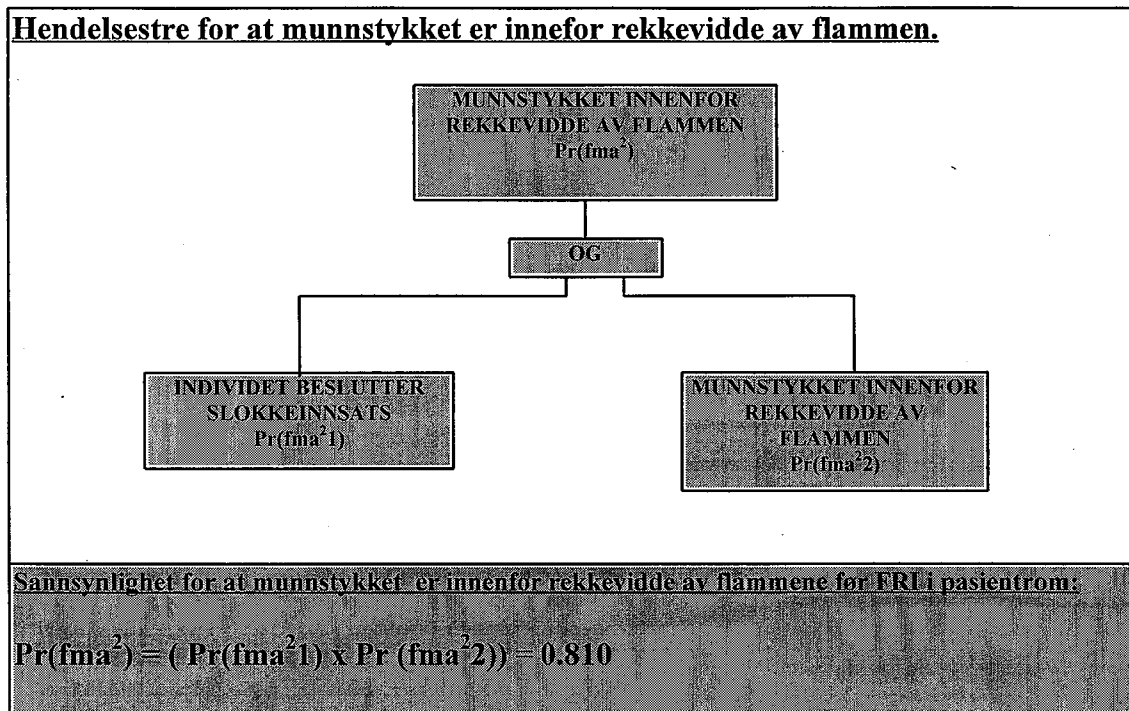 Hendelsestre for at munnstykket er innefor rekkevidde av flammen.
MUNNSTYKKET INNENFOR
REKKEVIDDE AV FLAMMEN
Pr(fma²)
OG
INDIVIDET BESLUTTER
SLOKKEINNSATS
Pr(fma²1)
MUNNSTYKKET INNENFOR
REKKEVIDDE AV
FLAMMEN
Pr(fma²2)
Sannsynlighet for at munnstykket er innenfor rekkevidde av flammene før FRI i pasientrom:
Pr(fma²) = ( Pr(fma²1) x Pr (fma²2)) = 0.810